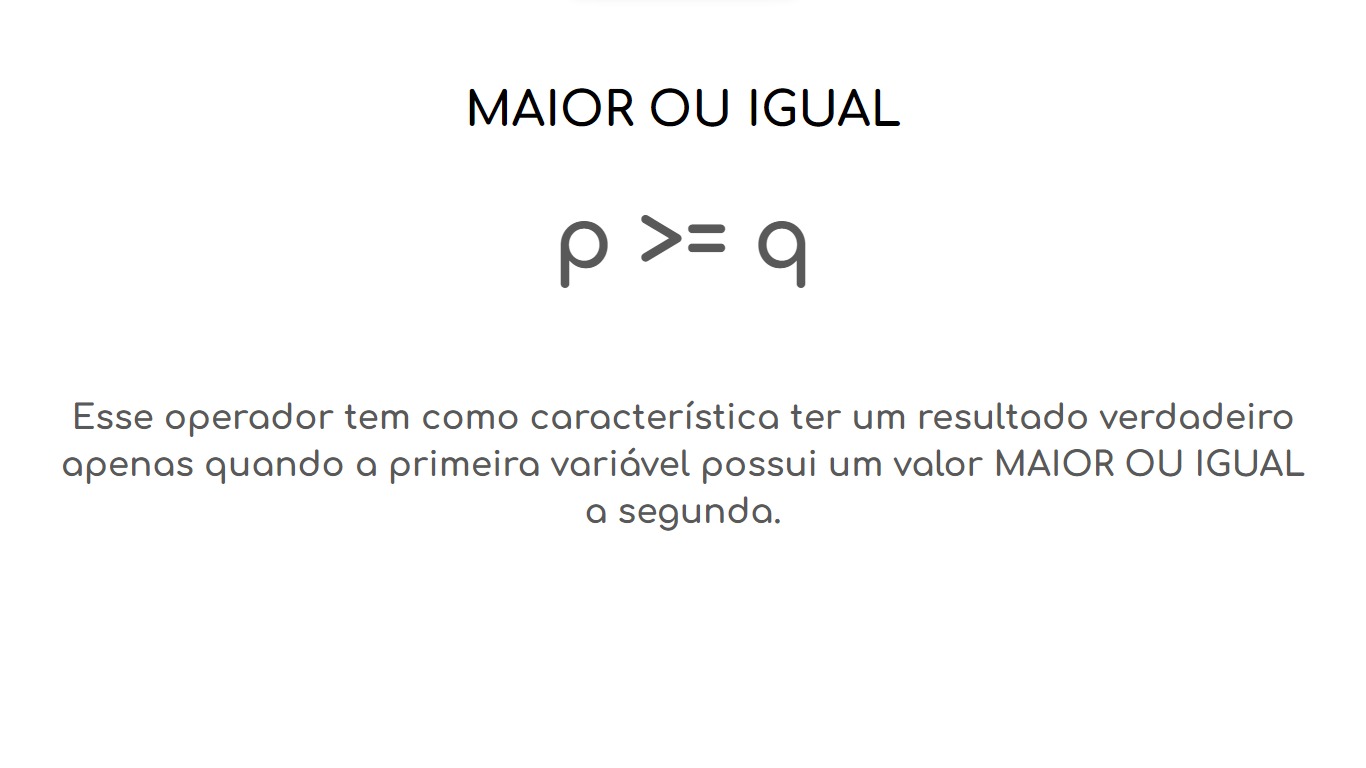 MAIOR OU IGUAL
p >= q
Esse operador tem como característica ter um resultado verdadeiro
apenas quando a primeira variável possui um valor MAIOR OU IGUAL
a segunda.